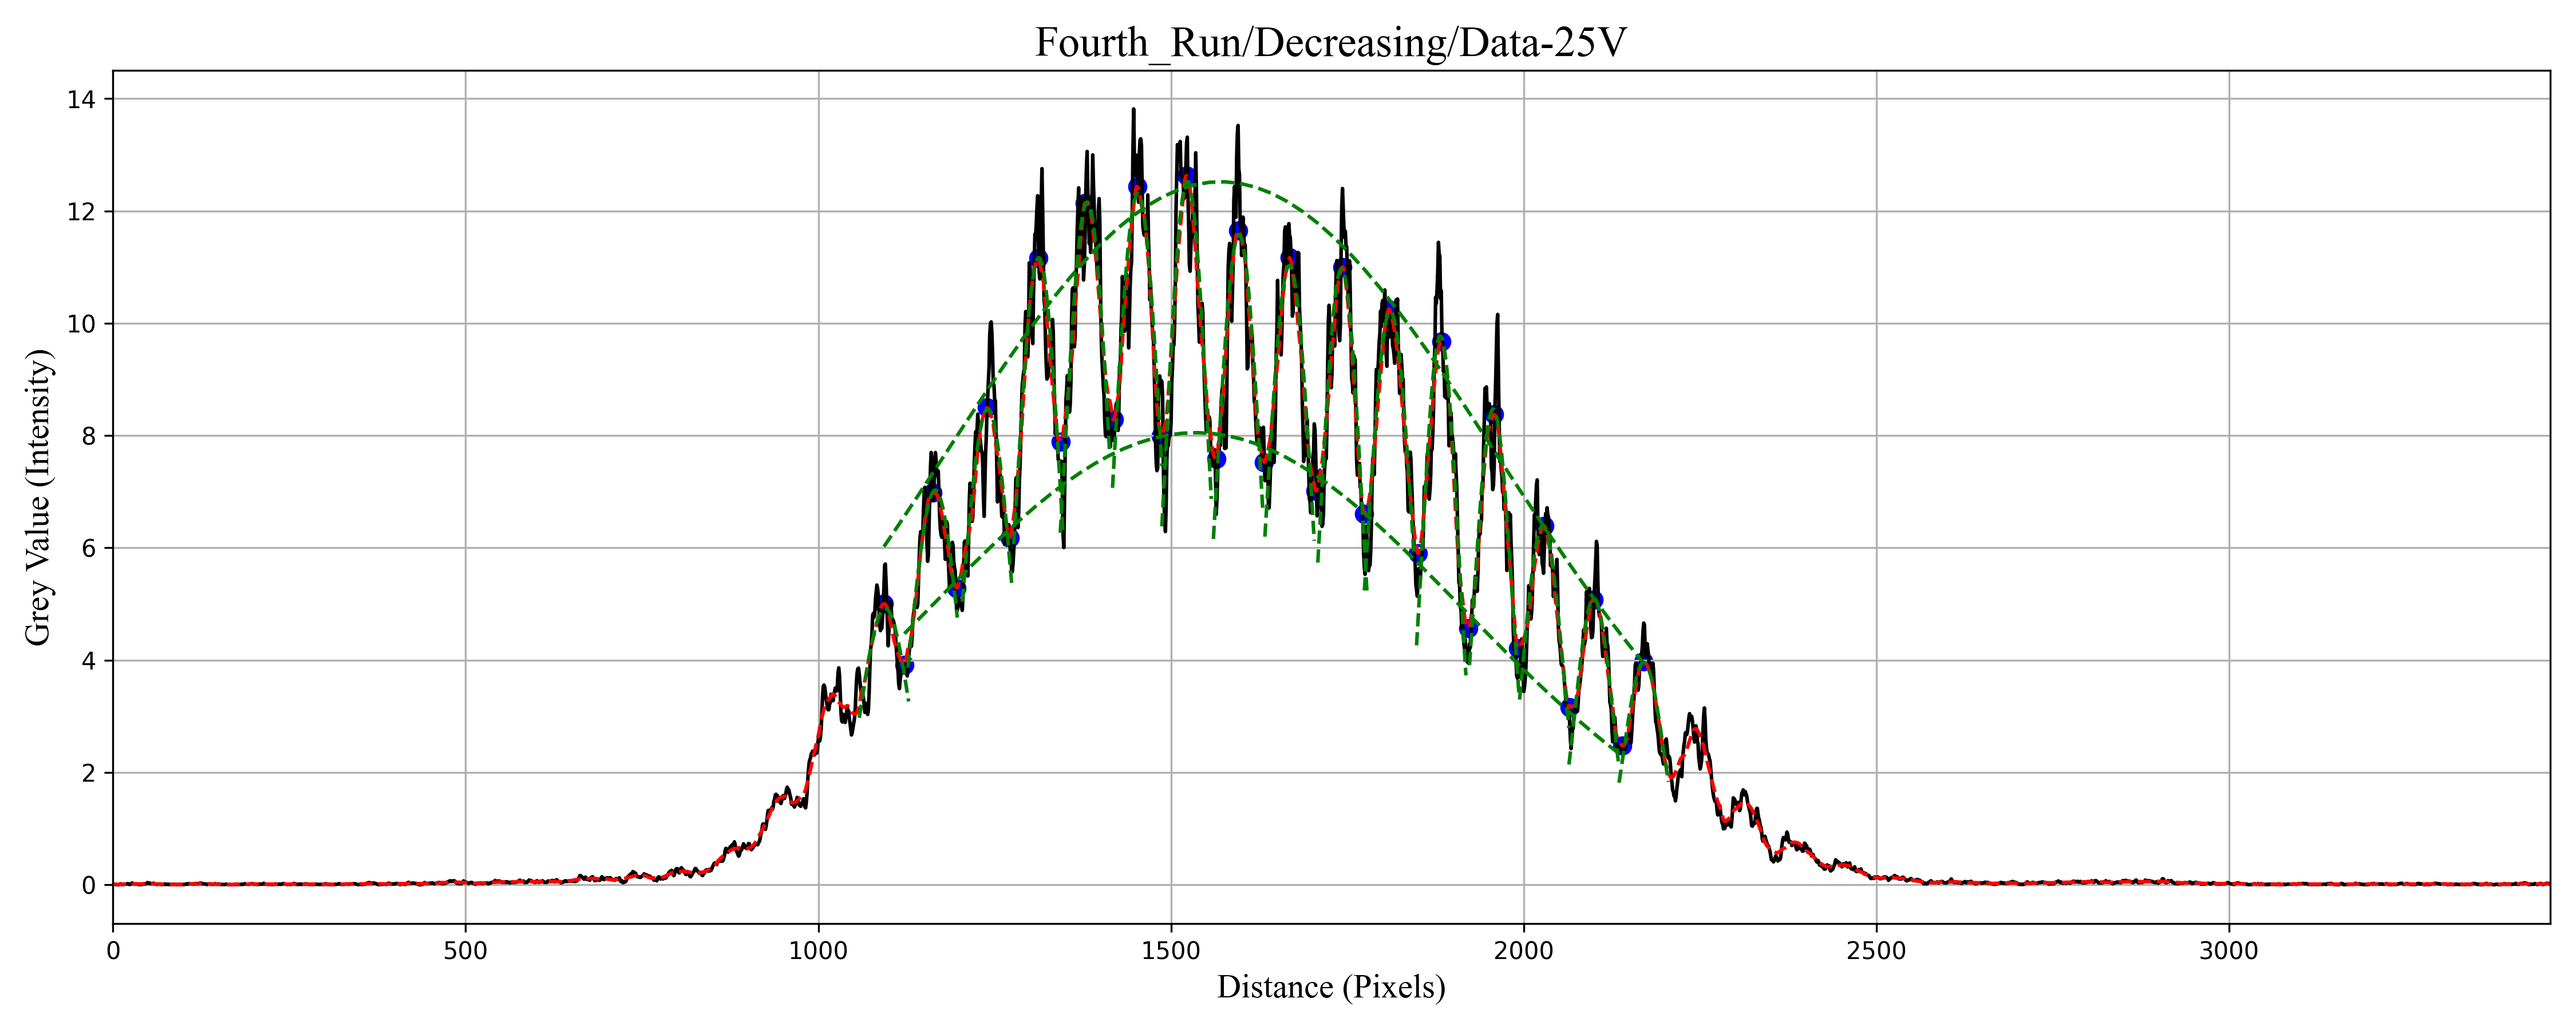 Fourth_Run/Decreasing/Data-25V
14
12
10
8
6
4
2
0
Grey Value (Intensity)
0 500 1000 1500 2000 2500 3000
Distance (Pixels)